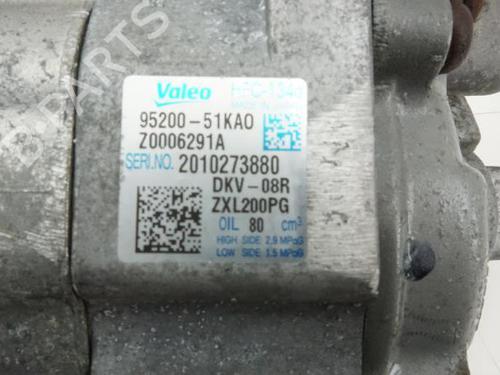 Valeo HFC-134a
MADE IN JAPAN
95200-51KA0
Z0006291A
SERI.NO. 2010273880
DKV-08R
ZXL200PG
OIL 80 cm³
HIGH SIDE 2.9 MPaG
LOW SIDE 1.5 MPaG